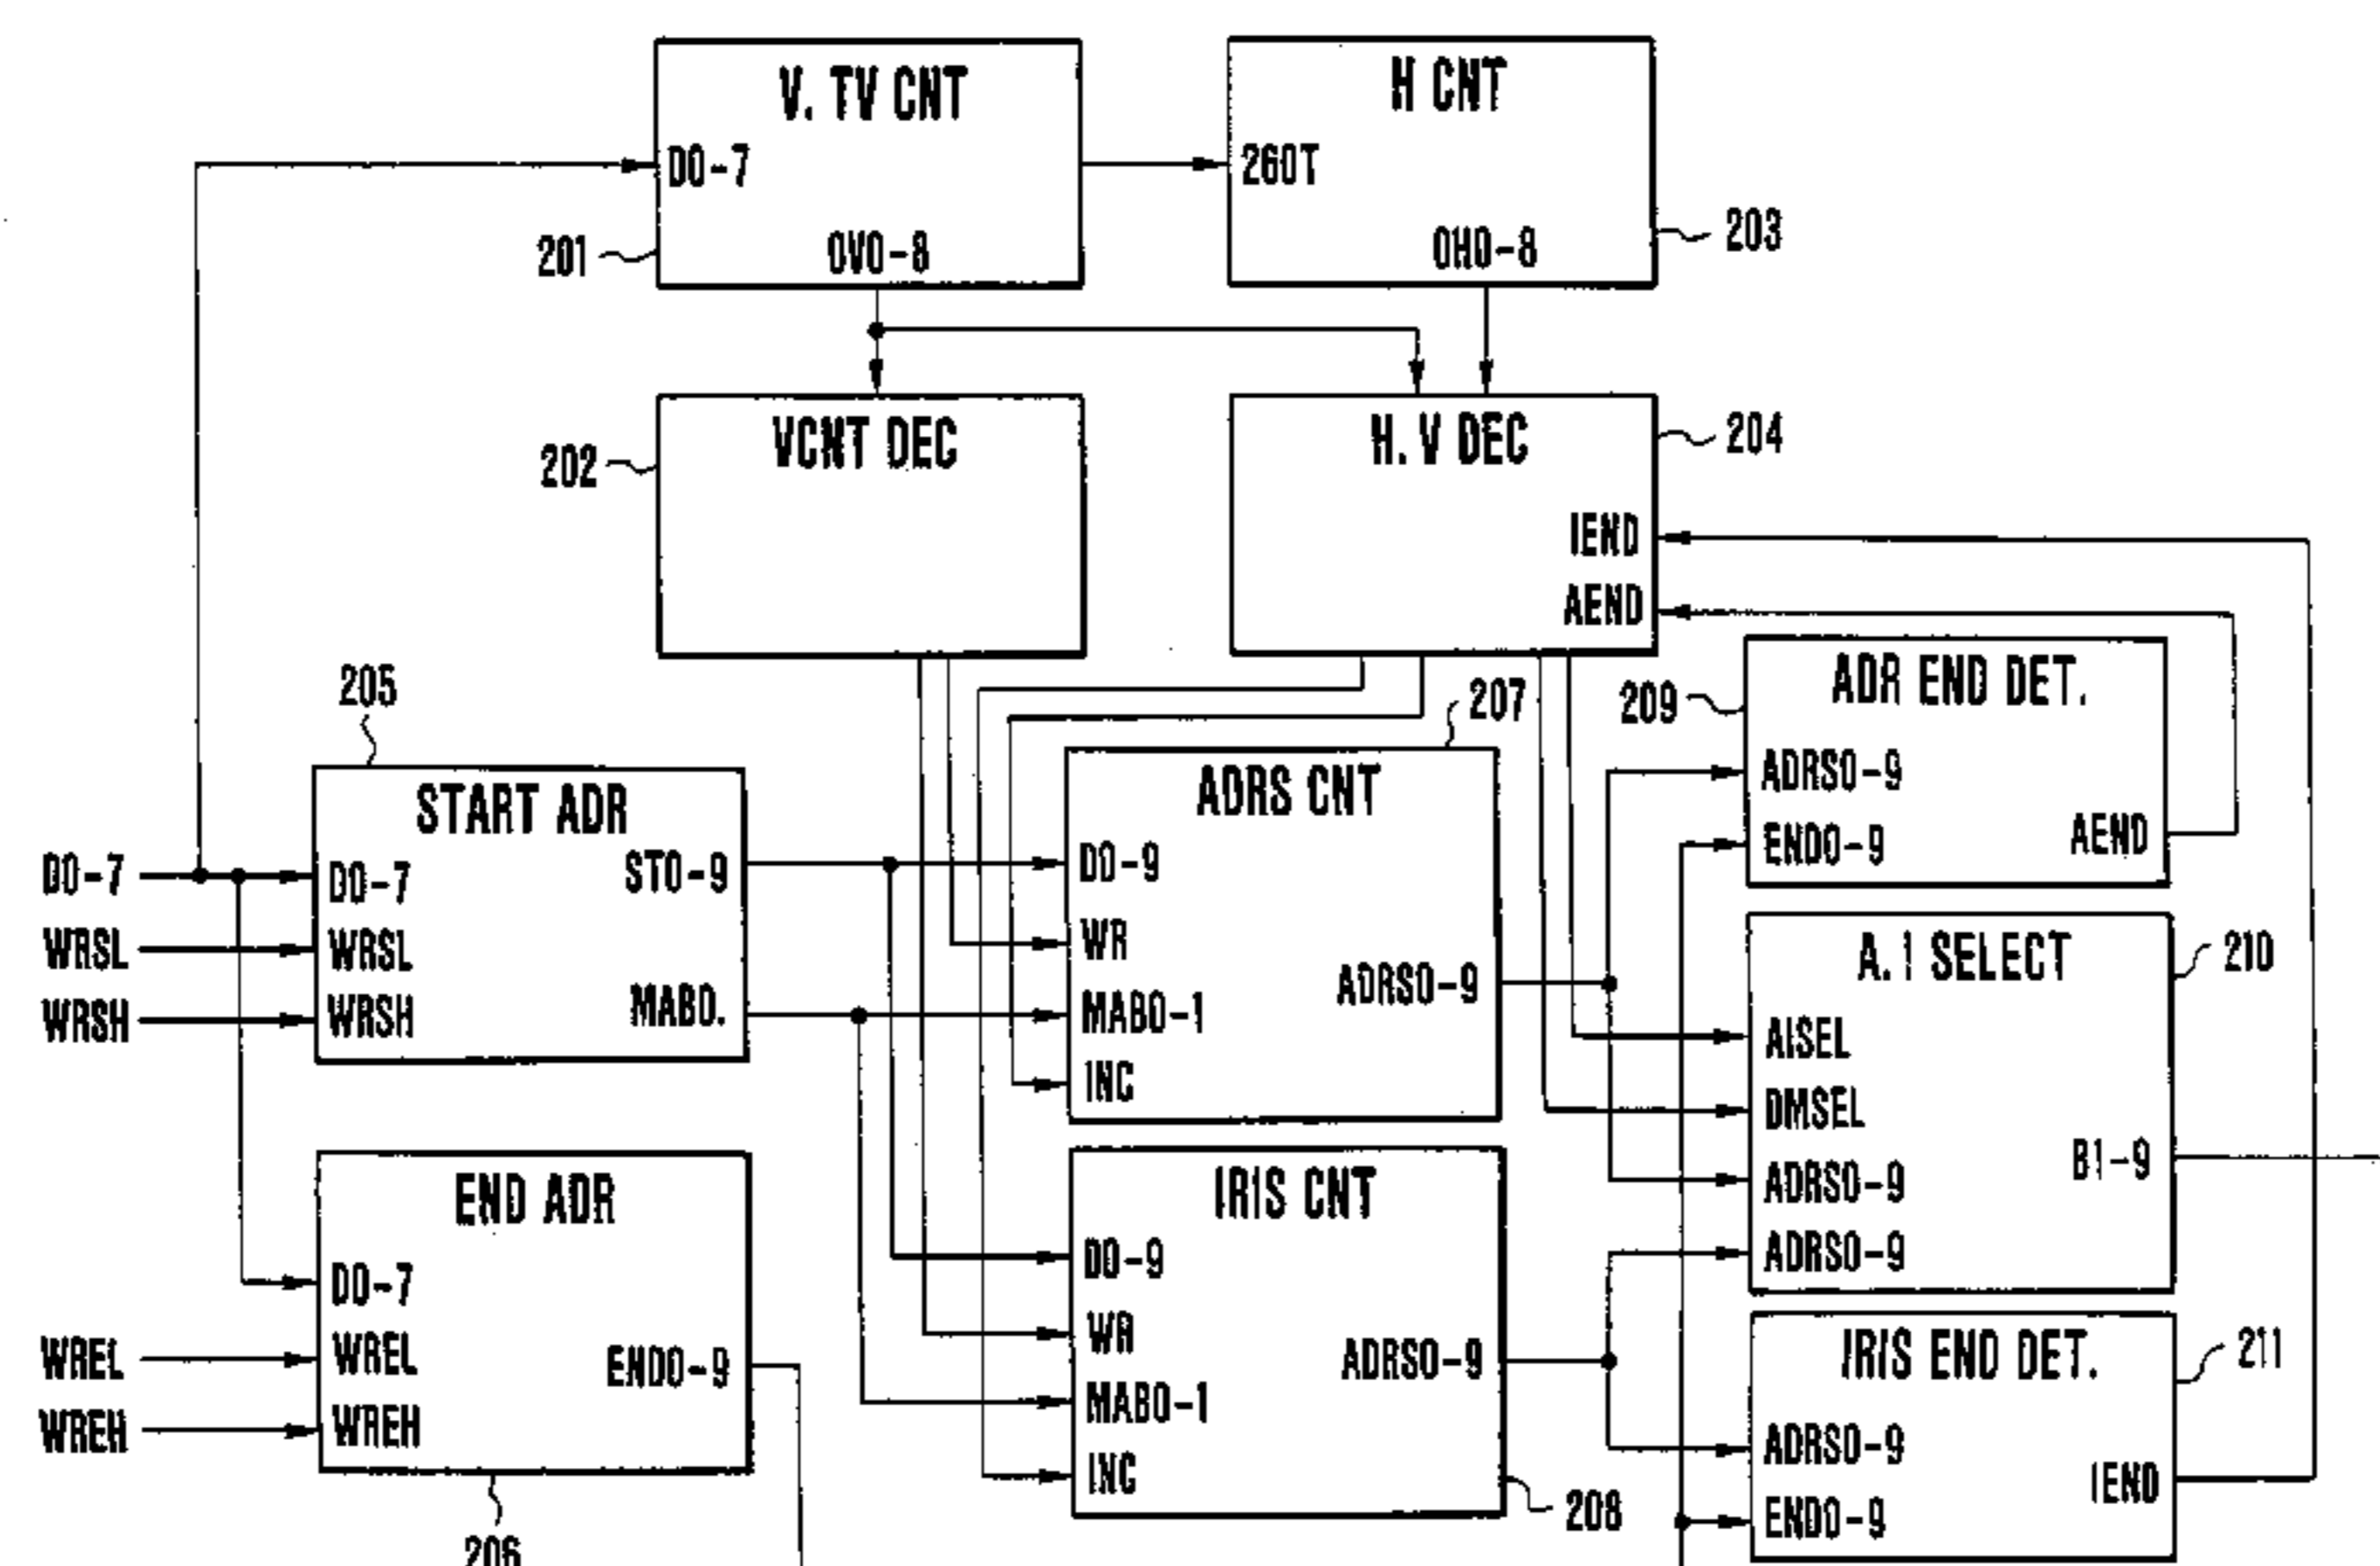 V. TV CNT
D0-7
OV0-8
201
H CNT
260T
OH0-8
203
VCNT DEC
202
H. V DEC
204
IEND
AEND
205
START ADR
D0-7
D0-7
WRSL
WRSL
WRSH
WRSH
ST0-9
MAB0.
END ADR
D0-7
WREL
WREL
WREH
WREH
END0-9
206
207
ADRS CNT
D0-9
WR
MAB0-1
INC
ADRS0-9
IRIS CNT
D0-9
WR
MAB0-1
INC
ADRS0-9
208
209
ADR END DET.
ADRS0-9
END0-9
AEND
A. I SELECT
210
AISEL
DMSEL
ADRS0-9
ADRS0-9
B1-9
IRIS END DET.
211
ADRS0-9
END0-9
IEND